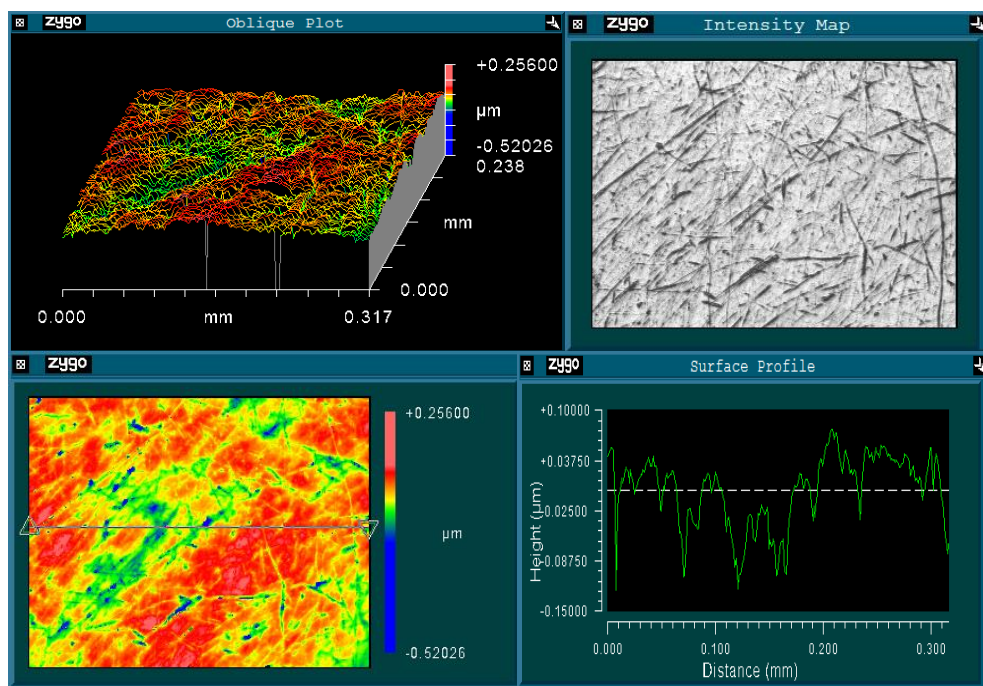 zygo
Oblique Plot
+0.25600
µm
-0.52026
0.238
mm
0.000
0.000
mm
0.317
zygo
Intensity Map
zygo
+0.25600
µm
-0.52026
zygo
Surface Profile
+0.10000
+0.03750
-0.02500
-0.08750
-0.15000
Height (µm)
0.000
0.100
0.200
0.300
Distance (mm)